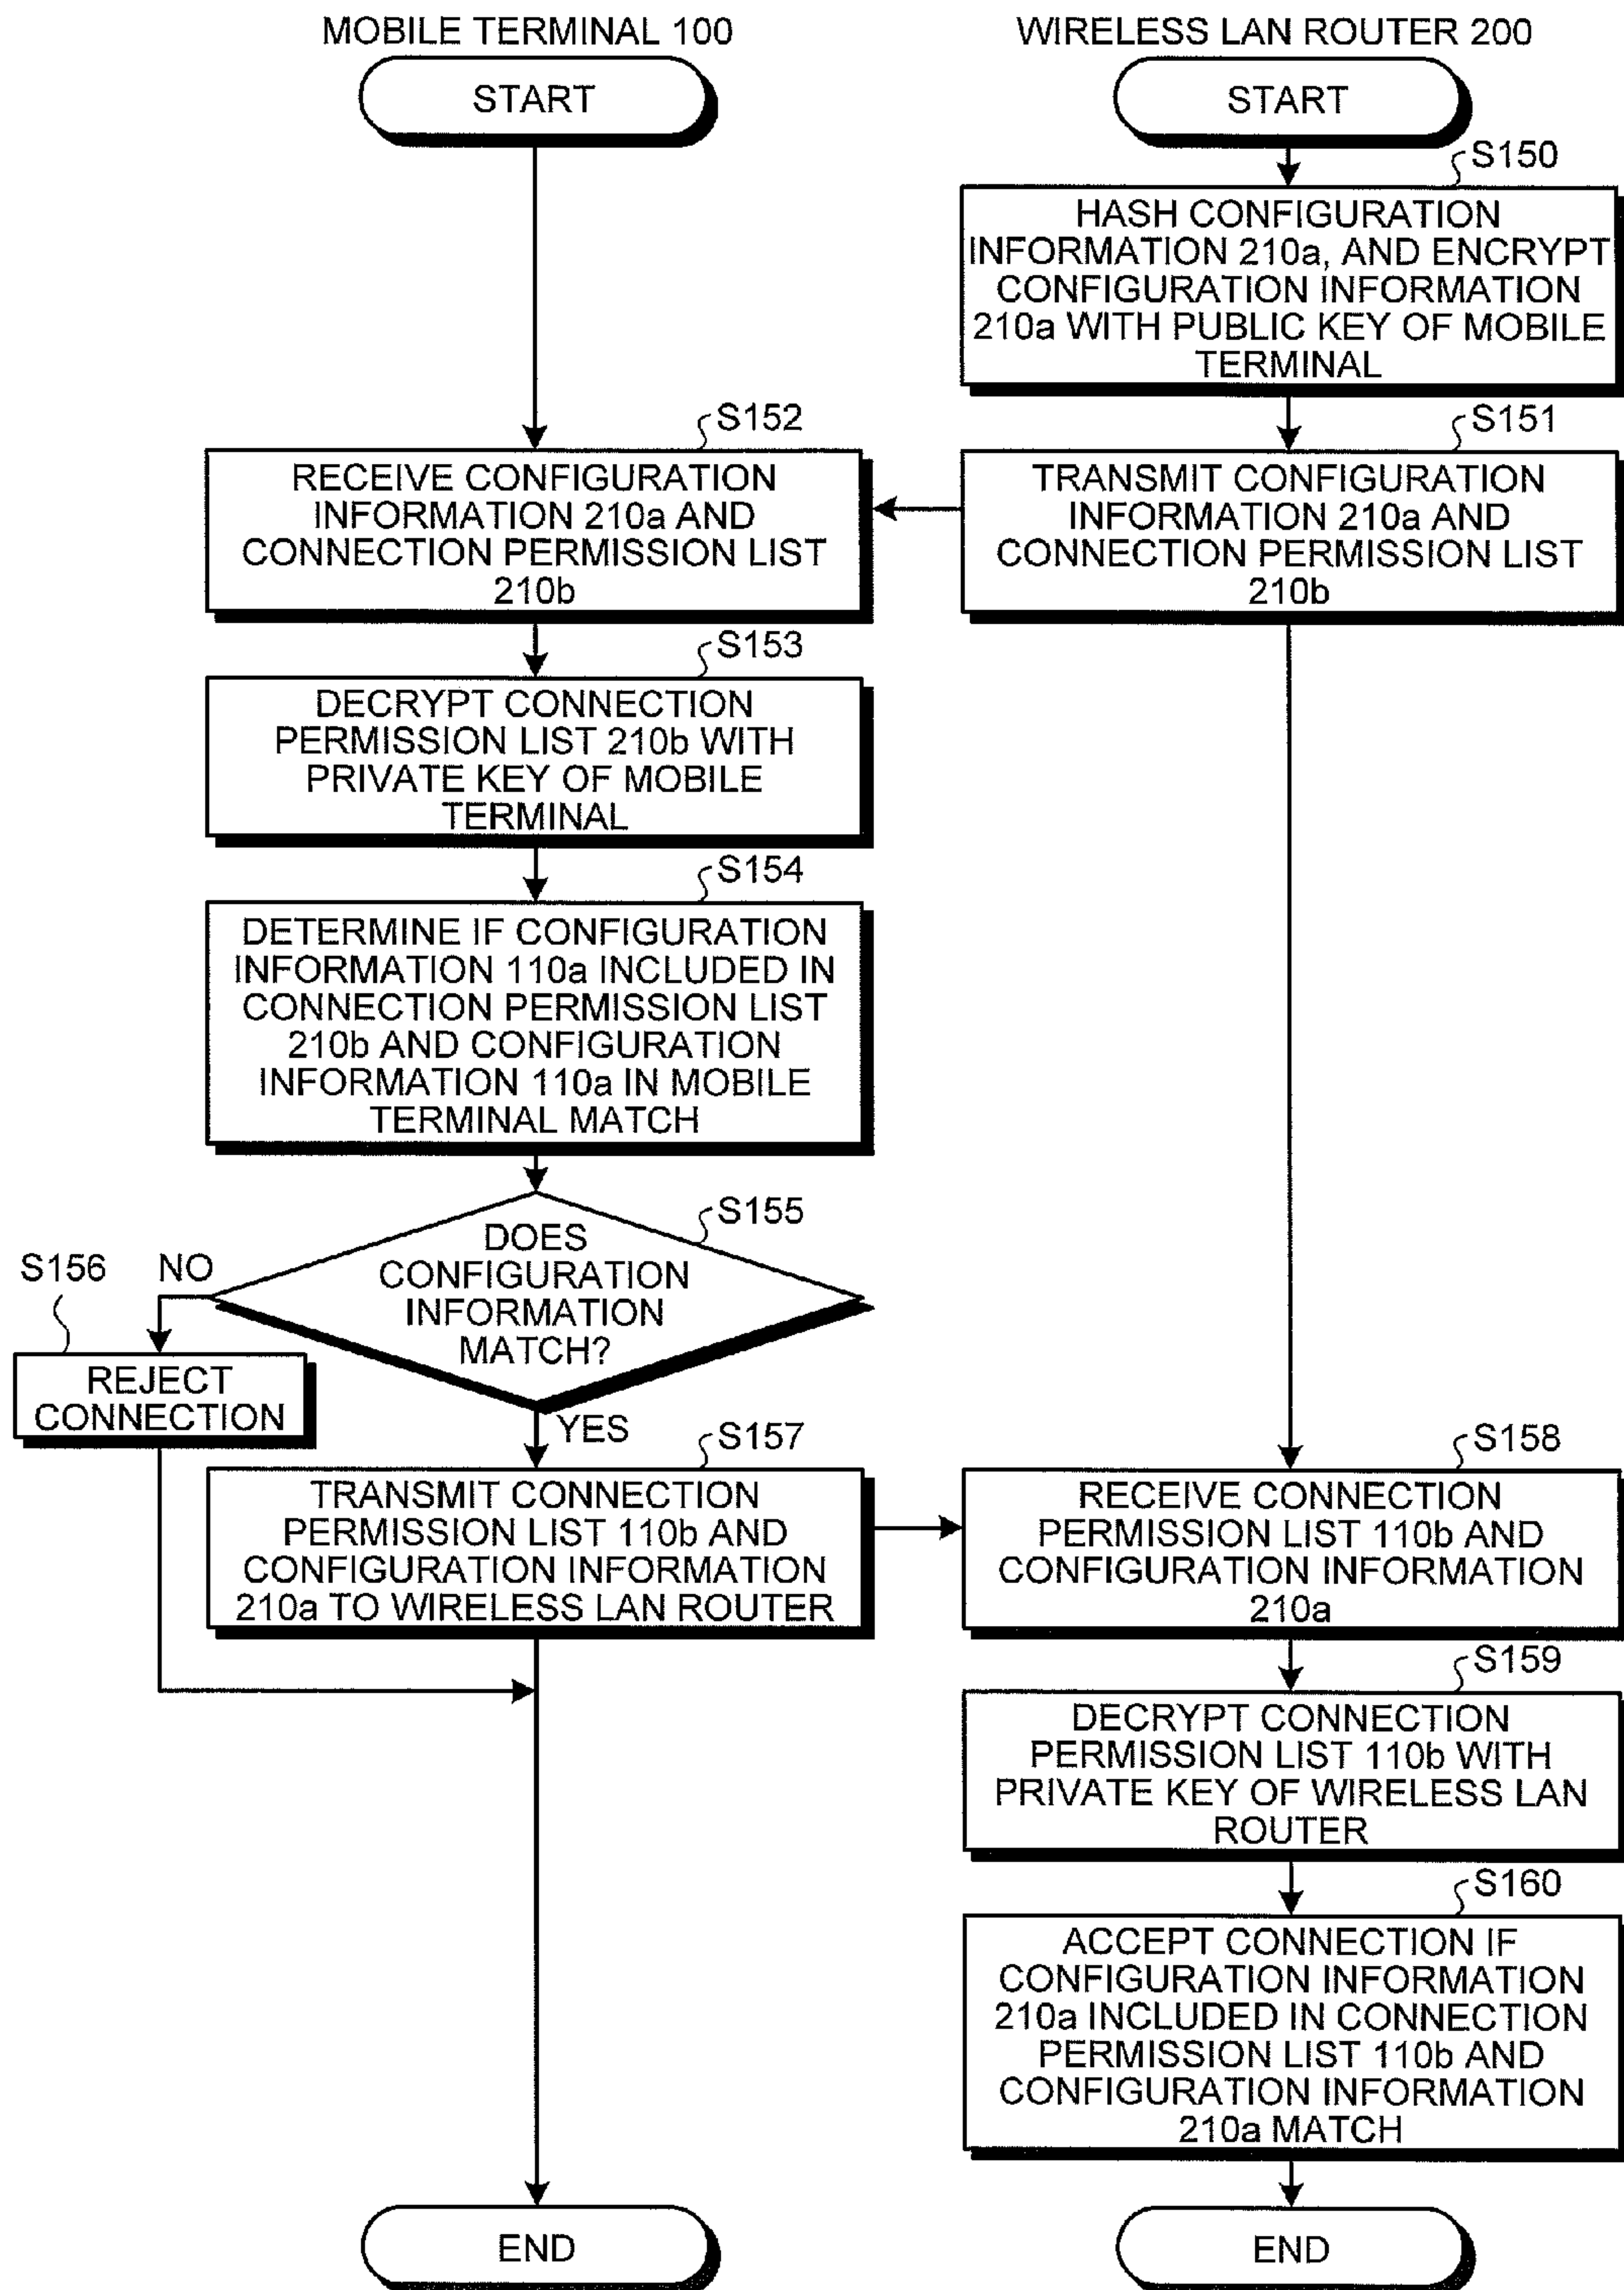 MOBILE TERMINAL 100
WIRELESS LAN ROUTER 200
START
START
S150
HASH CONFIGURATION
INFORMATION 210a, AND ENCRYPT
CONFIGURATION INFORMATION
210a WITH PUBLIC KEY OF MOBILE
TERMINAL
S152
RECEIVE CONFIGURATION
INFORMATION 210a AND
CONNECTION PERMISSION LIST
210b
S151
TRANSMIT CONFIGURATION
INFORMATION 210a AND
CONNECTION PERMISSION LIST
210b
S153
DECRYPT CONNECTION
PERMISSION LIST 210b WITH
PRIVATE KEY OF MOBILE
TERMINAL
S154
DETERMINE IF CONFIGURATION
INFORMATION 110a INCLUDED IN
CONNECTION PERMISSION LIST
210b AND CONFIGURATION
INFORMATION 110a IN MOBILE
TERMINAL MATCH
S155
DOES
CONFIGURATION
INFORMATION
MATCH?
S156
NO
REJECT
CONNECTION
YES
S157
TRANSMIT CONNECTION
PERMISSION LIST 110b AND
CONFIGURATION INFORMATION
210a TO WIRELESS LAN ROUTER
S158
RECEIVE CONNECTION
PERMISSION LIST 110b AND
CONFIGURATION INFORMATION
210a
S159
DECRYPT CONNECTION
PERMISSION LIST 110b WITH
PRIVATE KEY OF WIRELESS LAN
ROUTER
S160
ACCEPT CONNECTION IF
CONFIGURATION INFORMATION
210a INCLUDED IN CONNECTION
PERMISSION LIST 110b AND
CONFIGURATION INFORMATION
210a MATCH
END
END